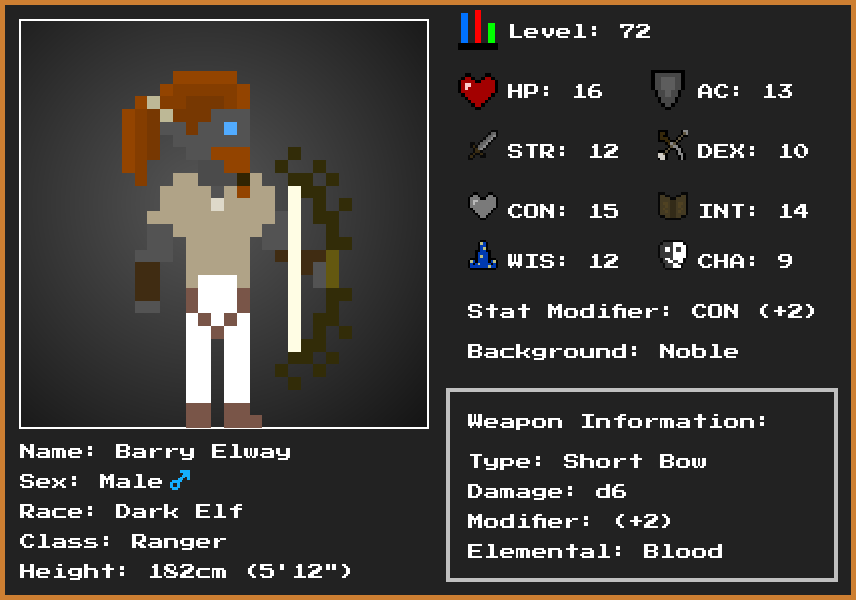 Level: 72
HP: 16 AC: 13
STR: 12 DEX: 10
CON: 15 INT: 14
WIS: 12 CHA: 9
Stat Modifier: CON (+2)
Background: Noble
Weapon Information:
Type: Short Bow
Damage: d6
Modifier: (+2)
Elemental: Blood
Name: Barry Elway
Sex: Male ♂
Race: Dark Elf
Class: Ranger
Height: 182cm (5'12")